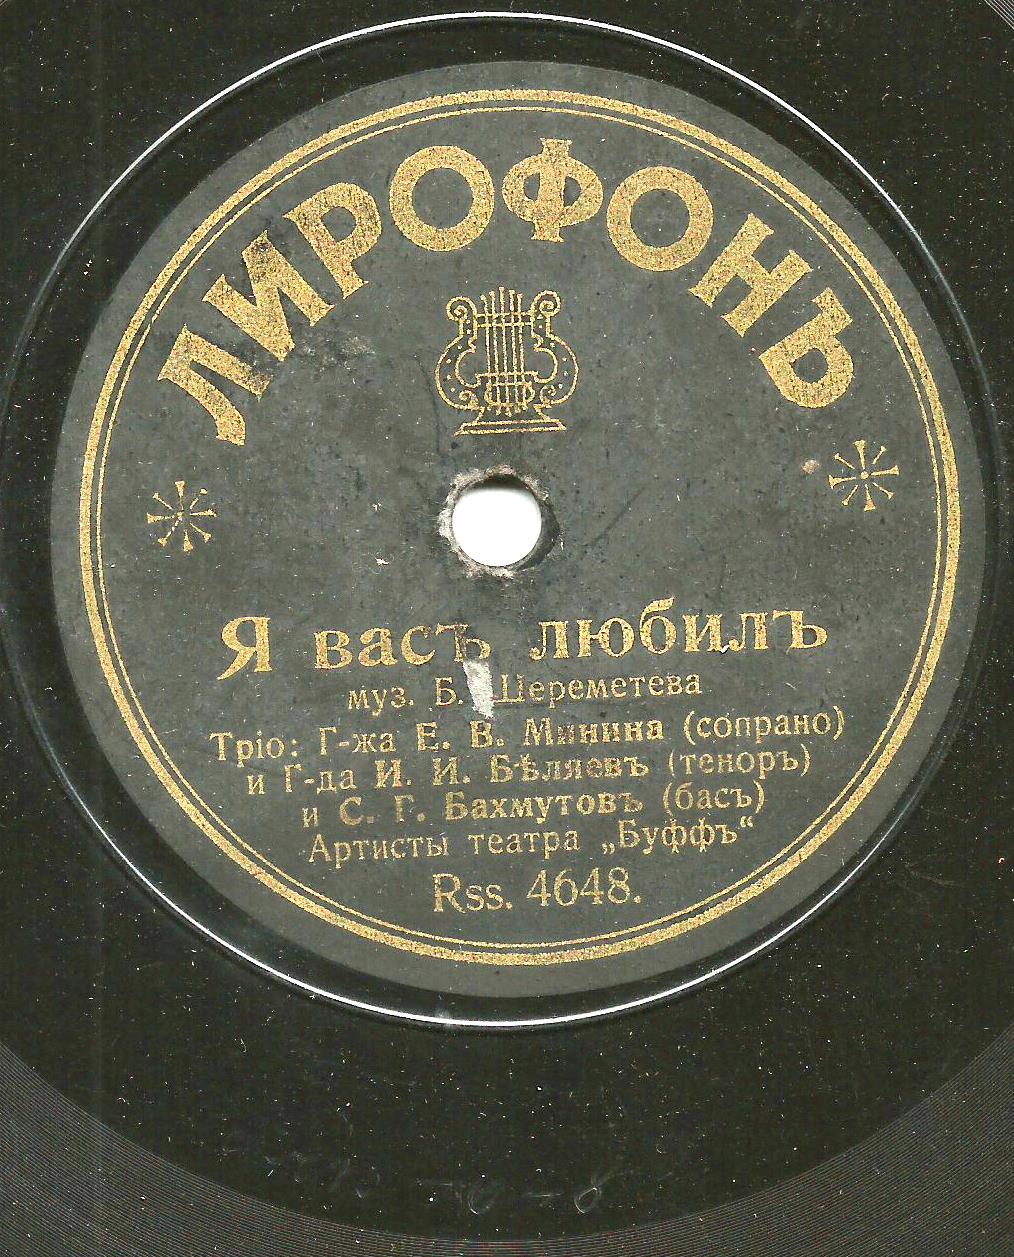 ЛИРОФОНЪ
Я васъ любилъ
муз. Б. Шереметева
Тріо: Г-жа Е. В. Минина (сопрано)
и Г-да И. И. Бѣляевъ (теноръ)
и С. Г. Бахмутовъ (басъ)
Артисты театра „Буффъ“
Rss. 4648.